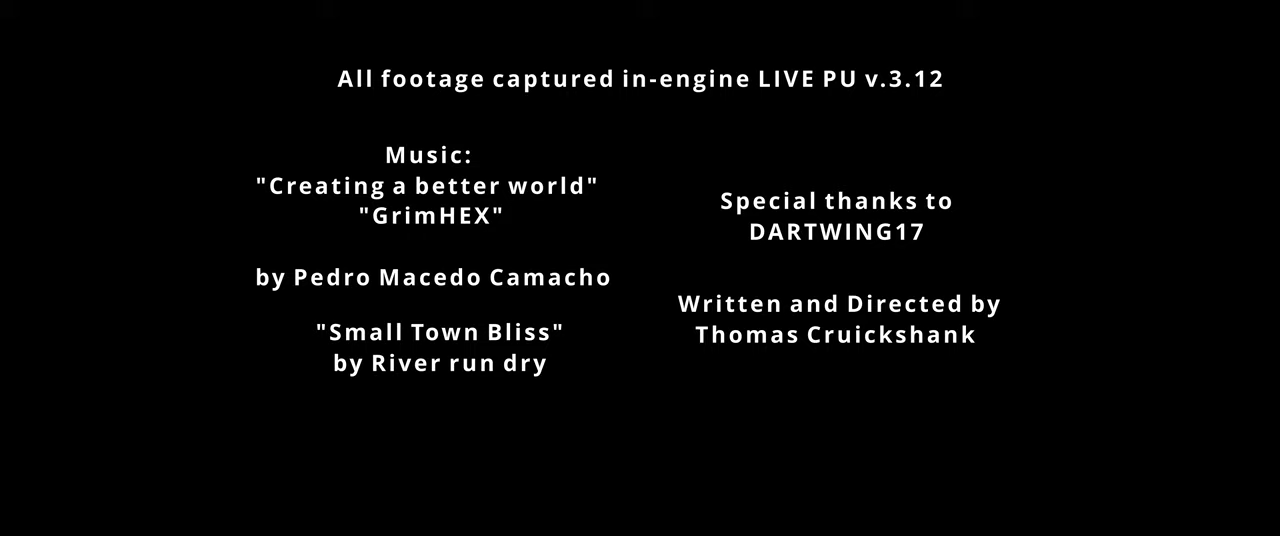 All footage captured in-engine LIVE PU v.3.12
Music:
"Creating a better world"
"GrimHEX"
by Pedro Macedo Camacho
"Small Town Bliss"
by River run dry
Special thanks to
DARTWING17
Written and Directed by
Thomas Cruickshank